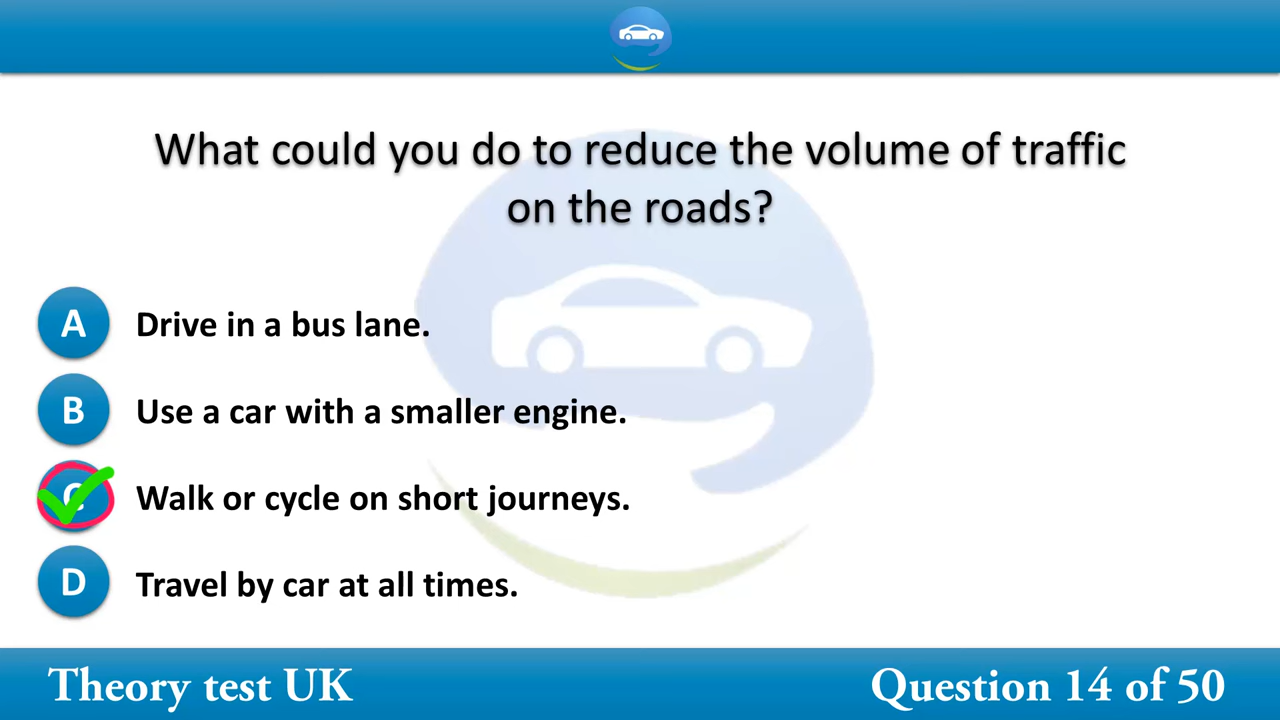 What could you do to reduce the volume of traffic
on the roads?
A Drive in a bus lane.
B Use a car with a smaller engine.
C Walk or cycle on short journeys.
D Travel by car at all times.
Theory test UK Question 14 of 50